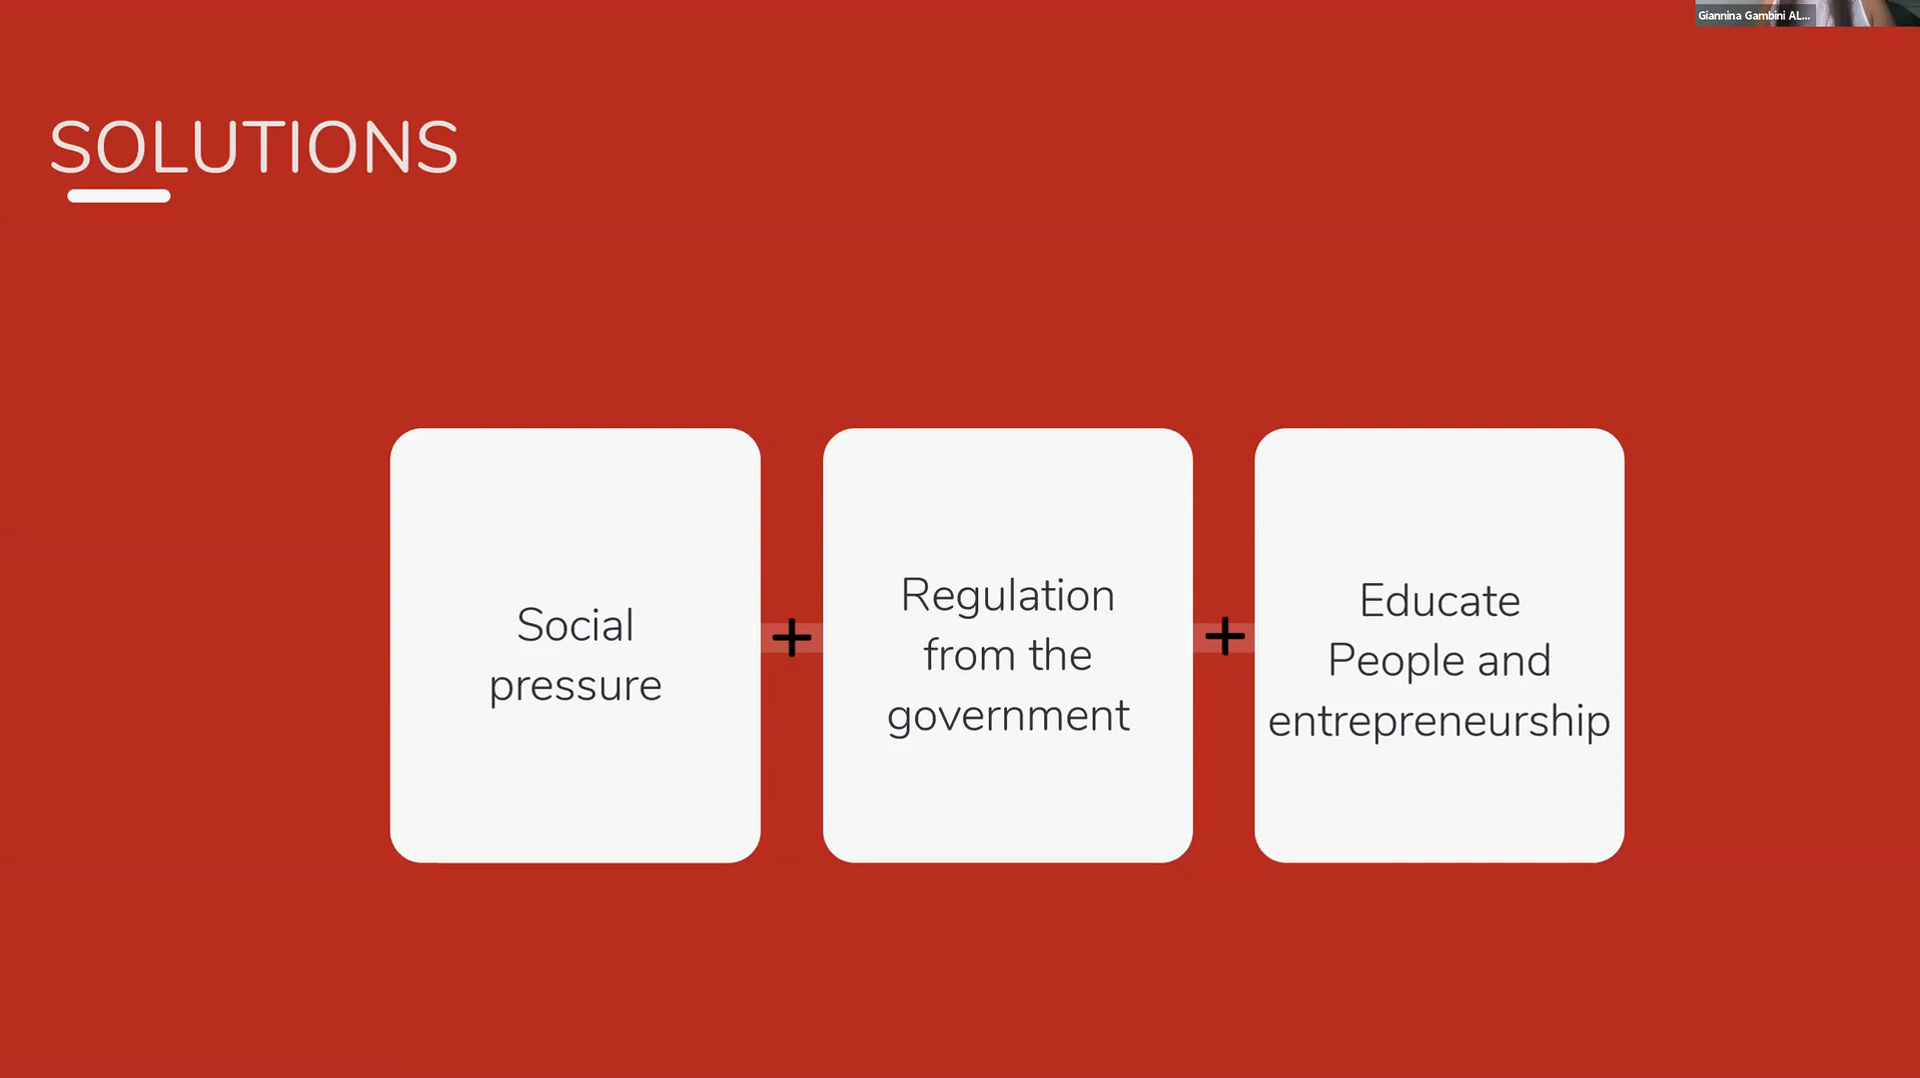 Giannina Gambini AL...
SOLUTIONS
Social
pressure
+
Regulation
from the
government
+
Educate
People and
entrepreneurship